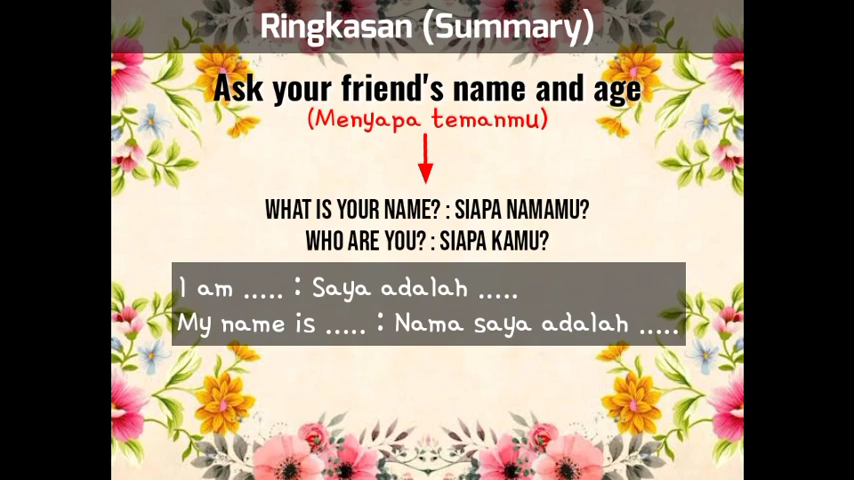 Ringkasan (Summary)
Ask your friend's name and age
(Menyapa temanmu)
WHAT IS YOUR NAME? : SIAPA NAMAMU?
WHO ARE YOU? : SIAPA KAMU?
I am ..... : Saya adalah .....
My name is ..... : Nama saya adalah .....